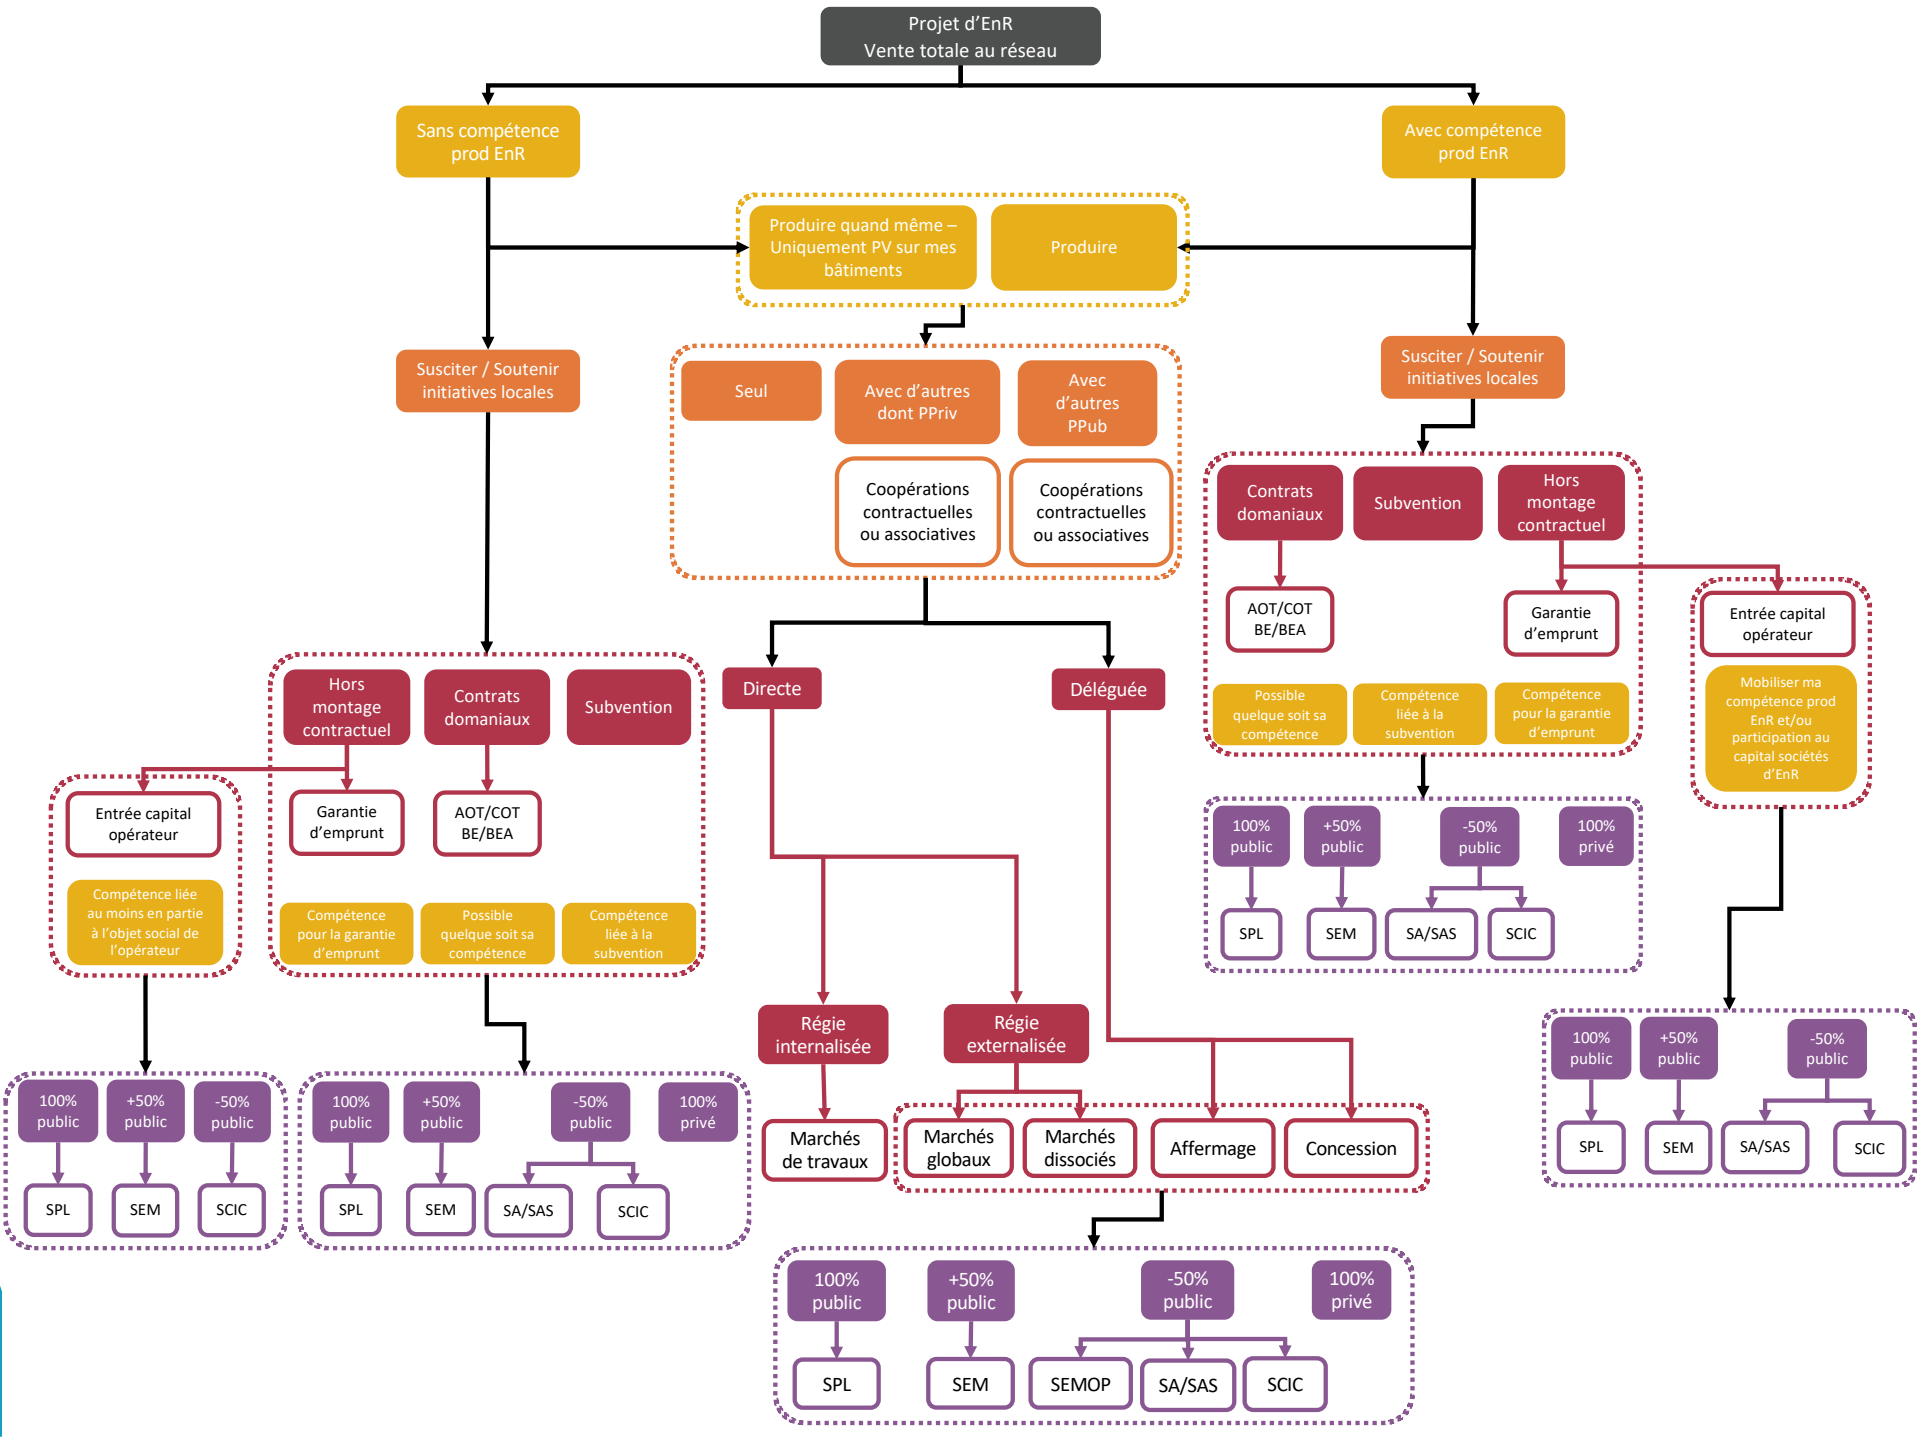 Projet d'EnR
Vente totale au réseau
Sans compétence
prod EnR
Avec compétence
prod EnR
Produire quand même –
Uniquement PV sur mes
bâtiments
Produire
Susciter / Soutenir
initiatives locales
Seul
Avec d'autres
dont PPriv
Avec
d'autres
PPub
Coopérations
contractuelles
ou associatives
Coopérations
contractuelles
ou associatives
Susciter / Soutenir
initiatives locales
Contrats
domaniaux
Subvention
Hors
montage
contractuel
AOT/COT
BE/BEA
Garantie
d'emprunt
Entrée capital
opérateur
Possible
quelque soit sa
compétence
Compétence
liée à la
subvention
Compétence
pour la garantie
d'emprunt
Mobiliser ma
compétence prod
EnR et/ou
participation au
capital sociétés
d'EnR
Hors
montage
contractuel
Contrats
domaniaux
Subvention
Directe
Déléguée
Entrée capital
opérateur
Garantie
d'emprunt
AOT/COT
BE/BEA
Compétence liée
au moins en partie
à l'objet social de
l'opérateur
Compétence
pour la garantie
d'emprunt
Possible
quelque soit sa
compétence
Compétence
liée à la
subvention
100%
public
+50%
public
-50%
public
100%
privé
SPL
SEM
SA/SAS
SCIC
Régie
internalisée
Régie
externalisée
100%
public
+50%
public
-50%
public
SPL
SEM
SA/SAS
SCIC
100%
public
+50%
public
-50%
public
SPL
SEM
SCIC
100%
public
+50%
public
-50%
public
100%
privé
SPL
SEM
SA/SAS
SCIC
Marchés
de travaux
Marchés
globaux
Marchés
dissociés
Affermage
Concession
100%
public
+50%
public
-50%
public
100%
privé
SPL
SEM
SEMOP
SA/SAS
SCIC